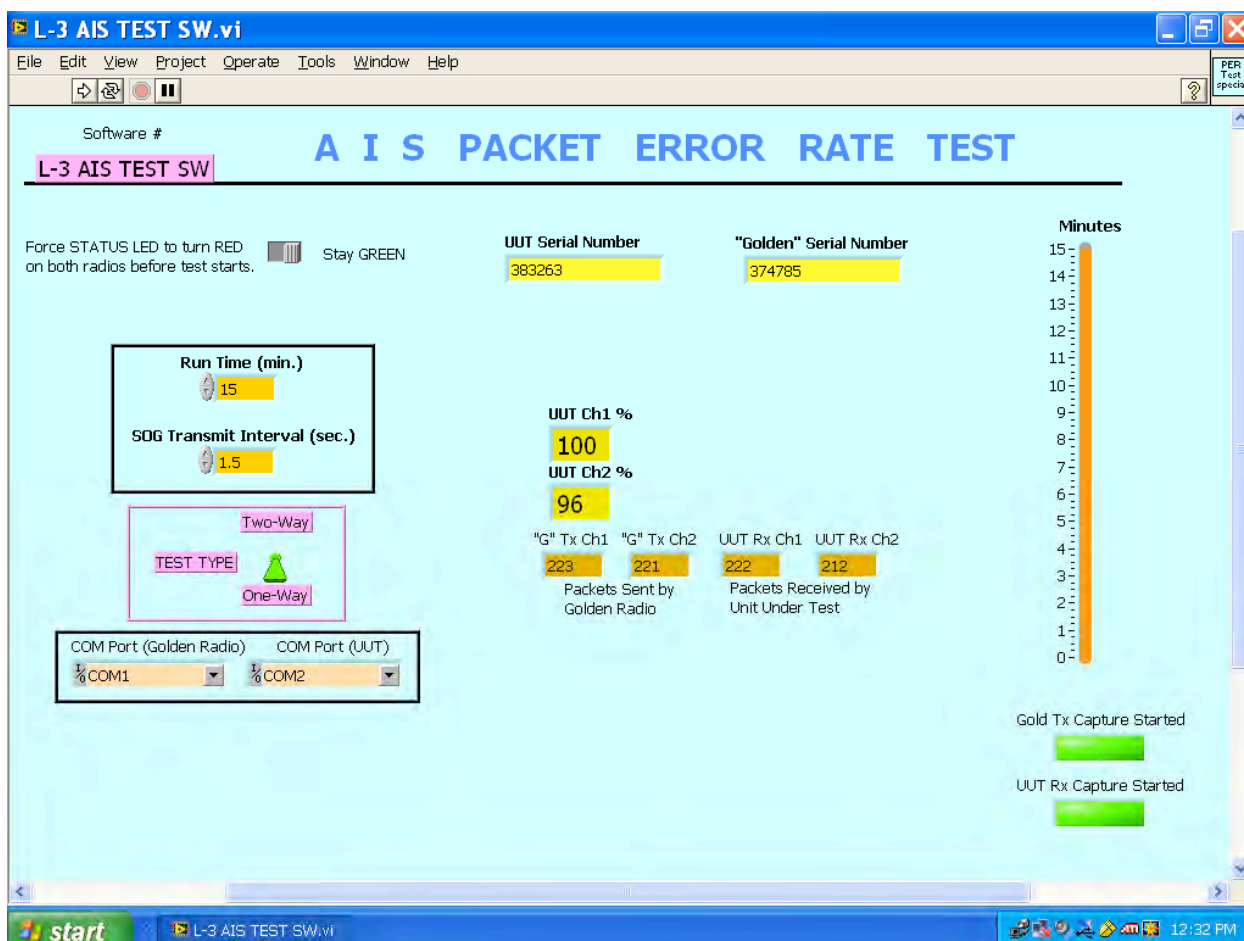 L-3 AIS TEST SW.vi
File Edit View Project Operate Tools Window Help
PER
Test
specia
?
Software #
L-3 AIS TEST SW
A I S PACKET ERROR RATE TEST
Force STATUS LED to turn RED
on both radios before test starts.
Stay GREEN
UUT Serial Number
383263
"Golden" Serial Number
374785
Minutes
15
14
13
12
11
10
9
8
7
6
5
4
3
2
1
0
Run Time (min.)
15
SOG Transmit Interval (sec.)
1.5
UUT Ch1 %
100
UUT Ch2 %
96
Two-Way
TEST TYPE
One-Way
"G" Tx Ch1 "G" Tx Ch2 UUT Rx Ch1 UUT Rx Ch2
223 221 222 212
Packets Sent by
Golden Radio
Packets Received by
Unit Under Test
COM Port (Golden Radio) COM Port (UUT)
I/O COM1 I/O COM2
Gold Tx Capture Started
UUT Rx Capture Started
start L-3 AIS TEST SW.vi 12:32 PM